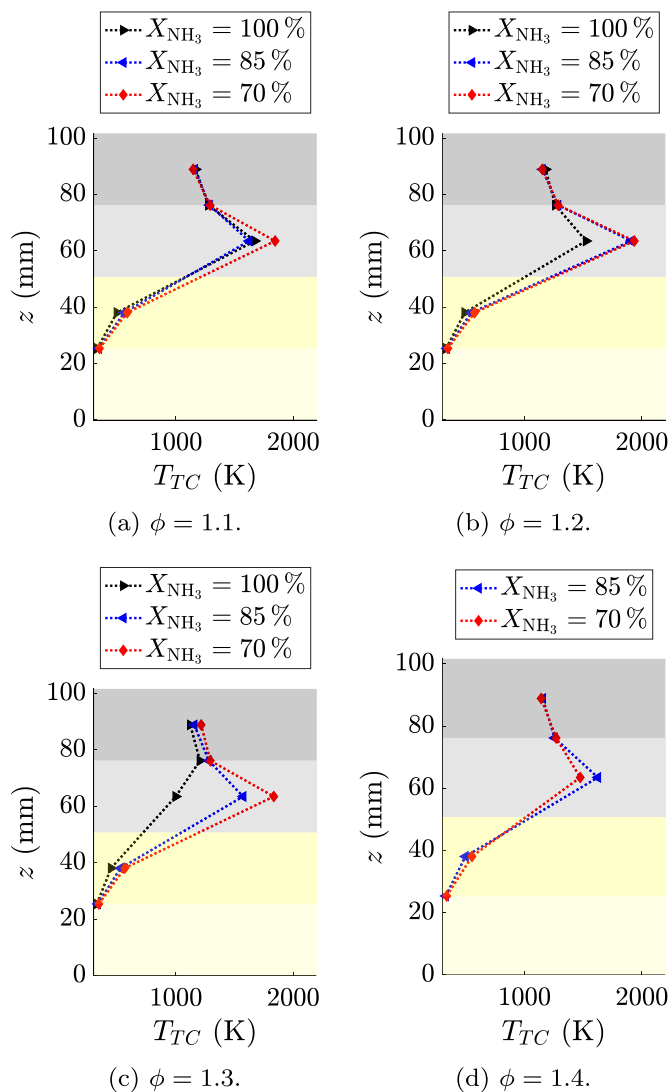 X_NH₃ = 100 %
X_NH₃ = 85 %
X_NH₃ = 70 %
100
80
60
40
20
0
z (mm)
1000 2000
T_TC (K)
(a) ϕ = 1.1.
X_NH₃ = 100 %
X_NH₃ = 85 %
X_NH₃ = 70 %
100
80
60
40
20
0
z (mm)
1000 2000
T_TC (K)
(b) ϕ = 1.2.
X_NH₃ = 100 %
X_NH₃ = 85 %
X_NH₃ = 70 %
100
80
60
40
20
0
z (mm)
1000 2000
T_TC (K)
(c) ϕ = 1.3.
X_NH₃ = 85 %
X_NH₃ = 70 %
100
80
60
40
20
0
z (mm)
1000 2000
T_TC (K)
(d) ϕ = 1.4.